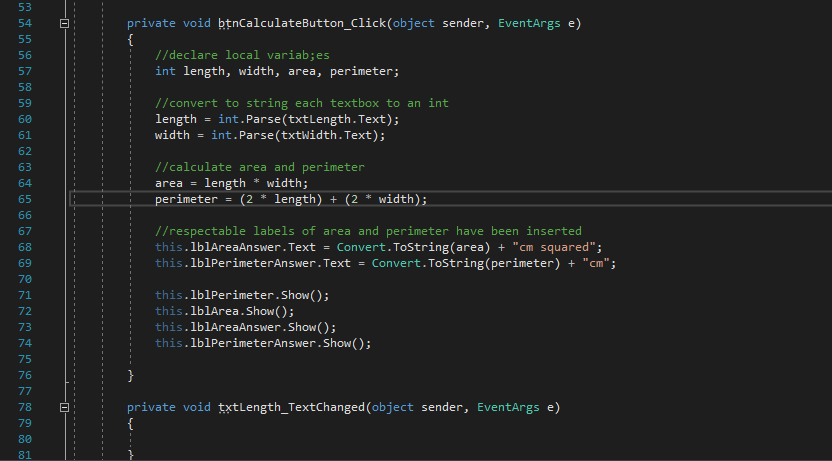 53
54 private void btnCalculateButton_Click(object sender, EventArgs e)
55 {
56 //declare local variab;es
57 int length, width, area, perimeter;
58
59 //convert to string each textbox to an int
60 length = int.Parse(txtLength.Text);
61 width = int.Parse(txtWidth.Text);
62
63 //calculate area and perimeter
64 area = length * width;
65 perimeter = (2 * length) + (2 * width);
66
67 //respectable labels of area and perimeter have been inserted
68 this.lblAreaAnswer.Text = Convert.ToString(area) + "cm squared";
69 this.lblPerimeterAnswer.Text = Convert.ToString(perimeter) + "cm";
70
71 this.lblPerimeter.Show();
72 this.lblArea.Show();
73 this.lblAreaAnswer.Show();
74 this.lblPerimeterAnswer.Show();
75
76 }
77
78 private void txtLength_TextChanged(object sender, EventArgs e)
79 {
80
81 }